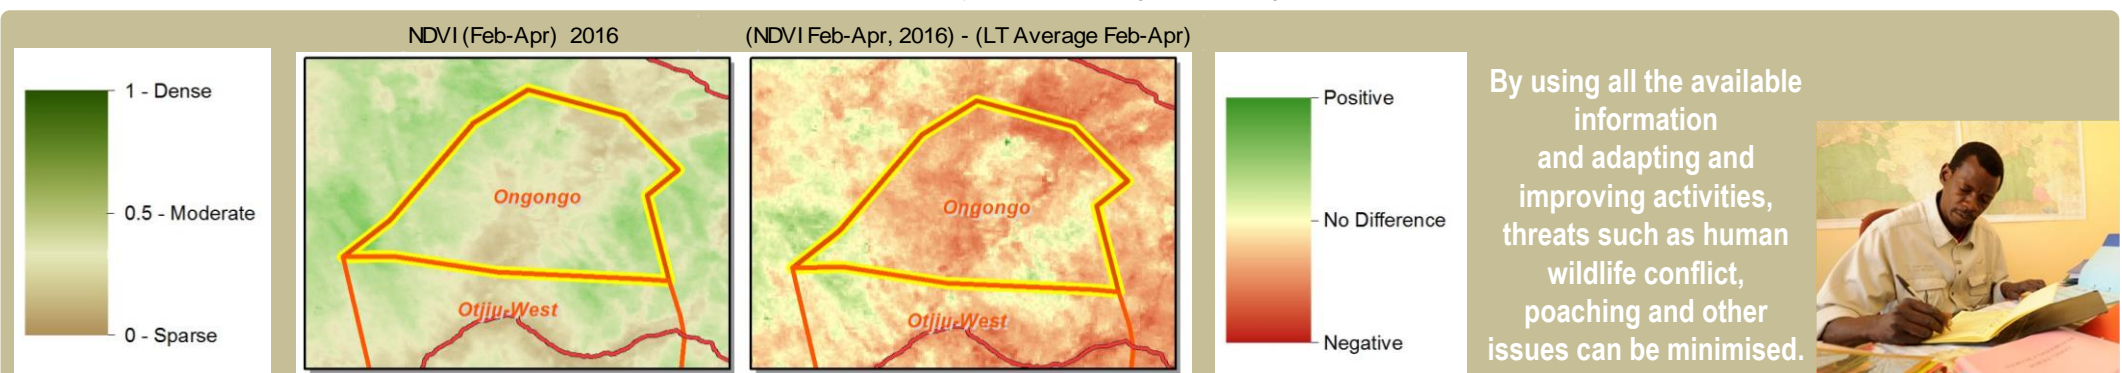 NDVI (Feb-Apr) 2016
(NDVI Feb-Apr, 2016) - (LT Average Feb-Apr)
1 - Dense
0.5 - Moderate
0 - Sparse
Ongongo
Otjiu-West
Ongongo
Otjiu-West
Positive
No Difference
Negative
By using all the available
information
and adapting and
improving activities,
threats such as human
wildlife conflict,
poaching and other
issues can be minimised.